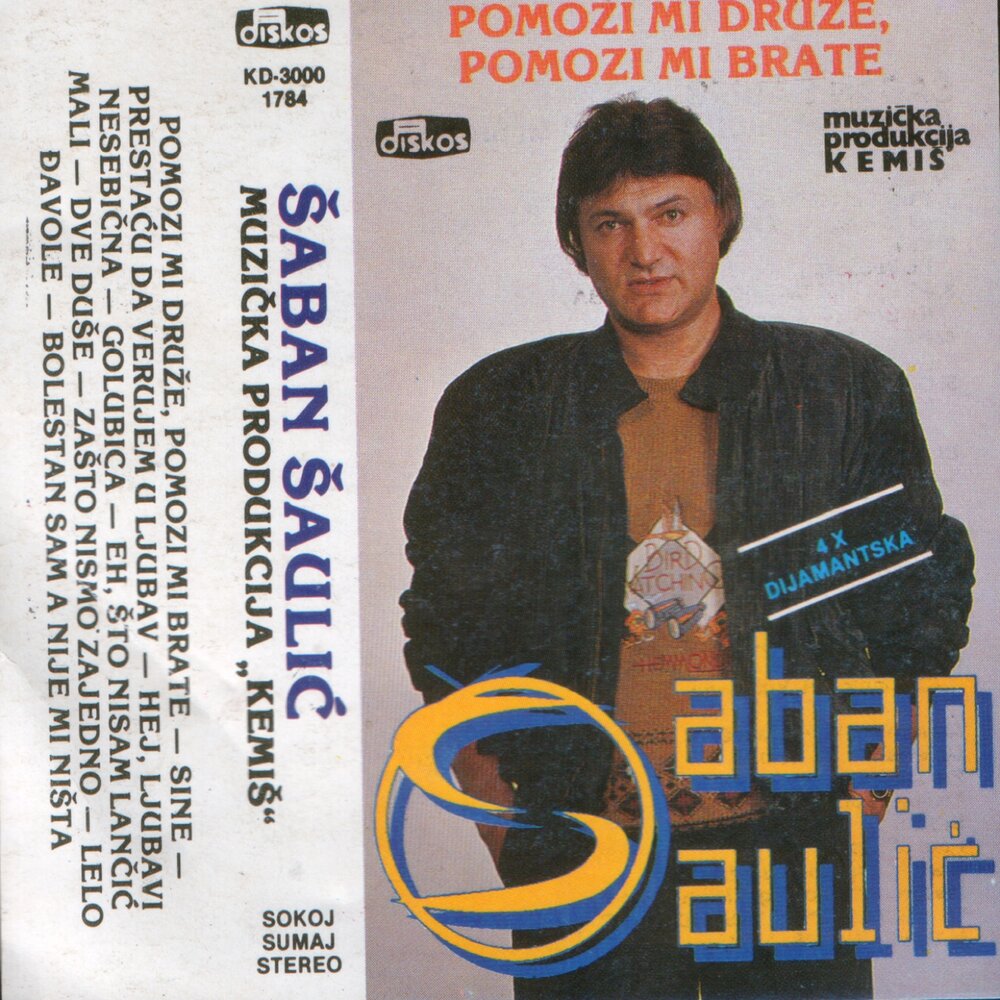 diskos
KD-3000
1784
ŠABAN ŠAULIĆ
MUZIČKA PRODUKCIJA „KEMIŠ“
POMOZI MI DRUŽE, POMOZI MI BRATE — SINE —
PRESTAĆU DA VERUJEM U LJUBAV — HEJ, LJUBAVI
NESEBIČNA — GOLUBICA — EH, ŠTO NISAM LANČIĆ
MALI — DVE DUŠE — ZAŠTO NISMO ZAJEDNO — LELO
ĐAVOLE — BOLESTAN SAM A NIJE MI NIŠTA
SOKOJ
SUMAJ
STEREO
POMOZI MI DRUŽE,
POMOZI MI BRATE
diskos
muzička
produkcija
KEMIŠ
BIRD
4 X
DIJAMANTSKA
Šaban
Šaulić